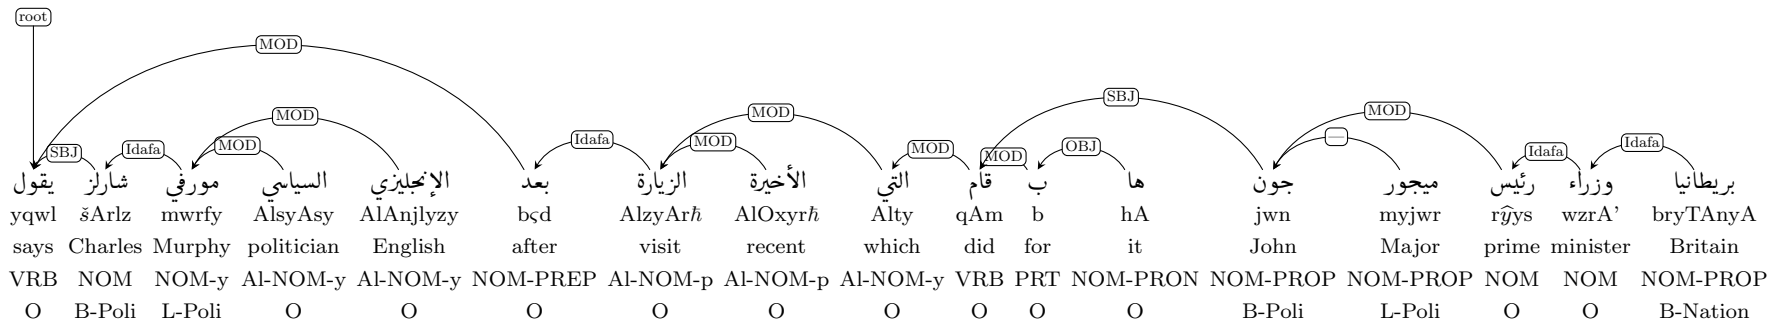 root
MOD
SBJ
MOD
MOD
MOD
SBJ Idafa MOD Idafa MOD MOD MOD OBJ — Idafa Idafa
يقول شارلز مورفي السياسي الإنجليزي بعد الزيارة الأخيرة التي قام ب ها جون ميجور رئيس وزراء بريطانيا
yqwl šArlz mwrfy AlsyAsy AlAnjlyzy bςd AlzyArħ AlOxyrħ Alty qAm b hA jwn myjwr rŷys wzrA' bryTAnyA
says Charles Murphy politician English after visit recent which did for it John Major prime minister Britain
VRB NOM NOM-y Al-NOM-y Al-NOM-y NOM-PREP Al-NOM-p Al-NOM-p Al-NOM-y VRB PRT NOM-PRON NOM-PROP NOM-PROP NOM NOM NOM-PROP
O B-Poli L-Poli O O O O O O O O O B-Poli L-Poli O O B-Nation